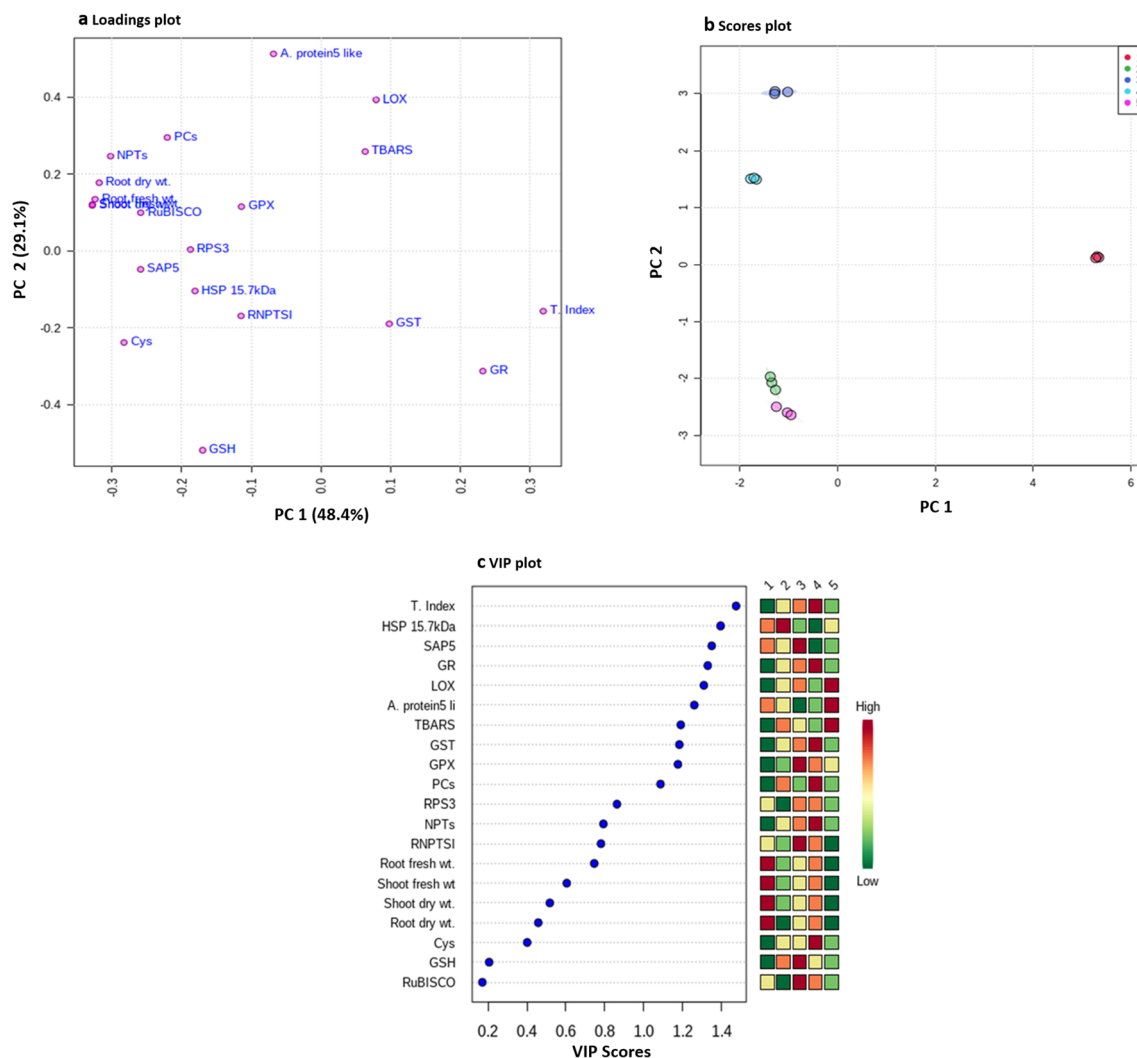 a Loadings plot
A. protein5 like
LOX
TBARS
PCs
NPTs
Root dry wt.
Root fresh wt.
RuBISCO
GPX
RPS3
SAP5
HSP 15.7kDa
RNPTSI
GST
T. Index
Cys
GR
GSH
0.4
0.2
0.0
-0.2
-0.4
PC 2 (29.1%)
-0.3
-0.2
-0.1
0.0
0.1
0.2
0.3
PC 1 (48.4%)
b Scores plot
3
2
1
0
-1
-2
-3
PC 2
-2
0
2
4
6
PC 1
c VIP plot
1 2 3 4 5
T. Index
HSP 15.7kDa
SAP5
GR
LOX
A. protein5 li
TBARS
GST
GPX
PCs
RPS3
NPTs
RNPTSI
Root fresh wt.
Shoot fresh wt
Shoot dry wt.
Root dry wt.
Cys
GSH
RuBISCO
High
Low
0.2 0.4 0.6 0.8 1.0 1.2 1.4
VIP Scores